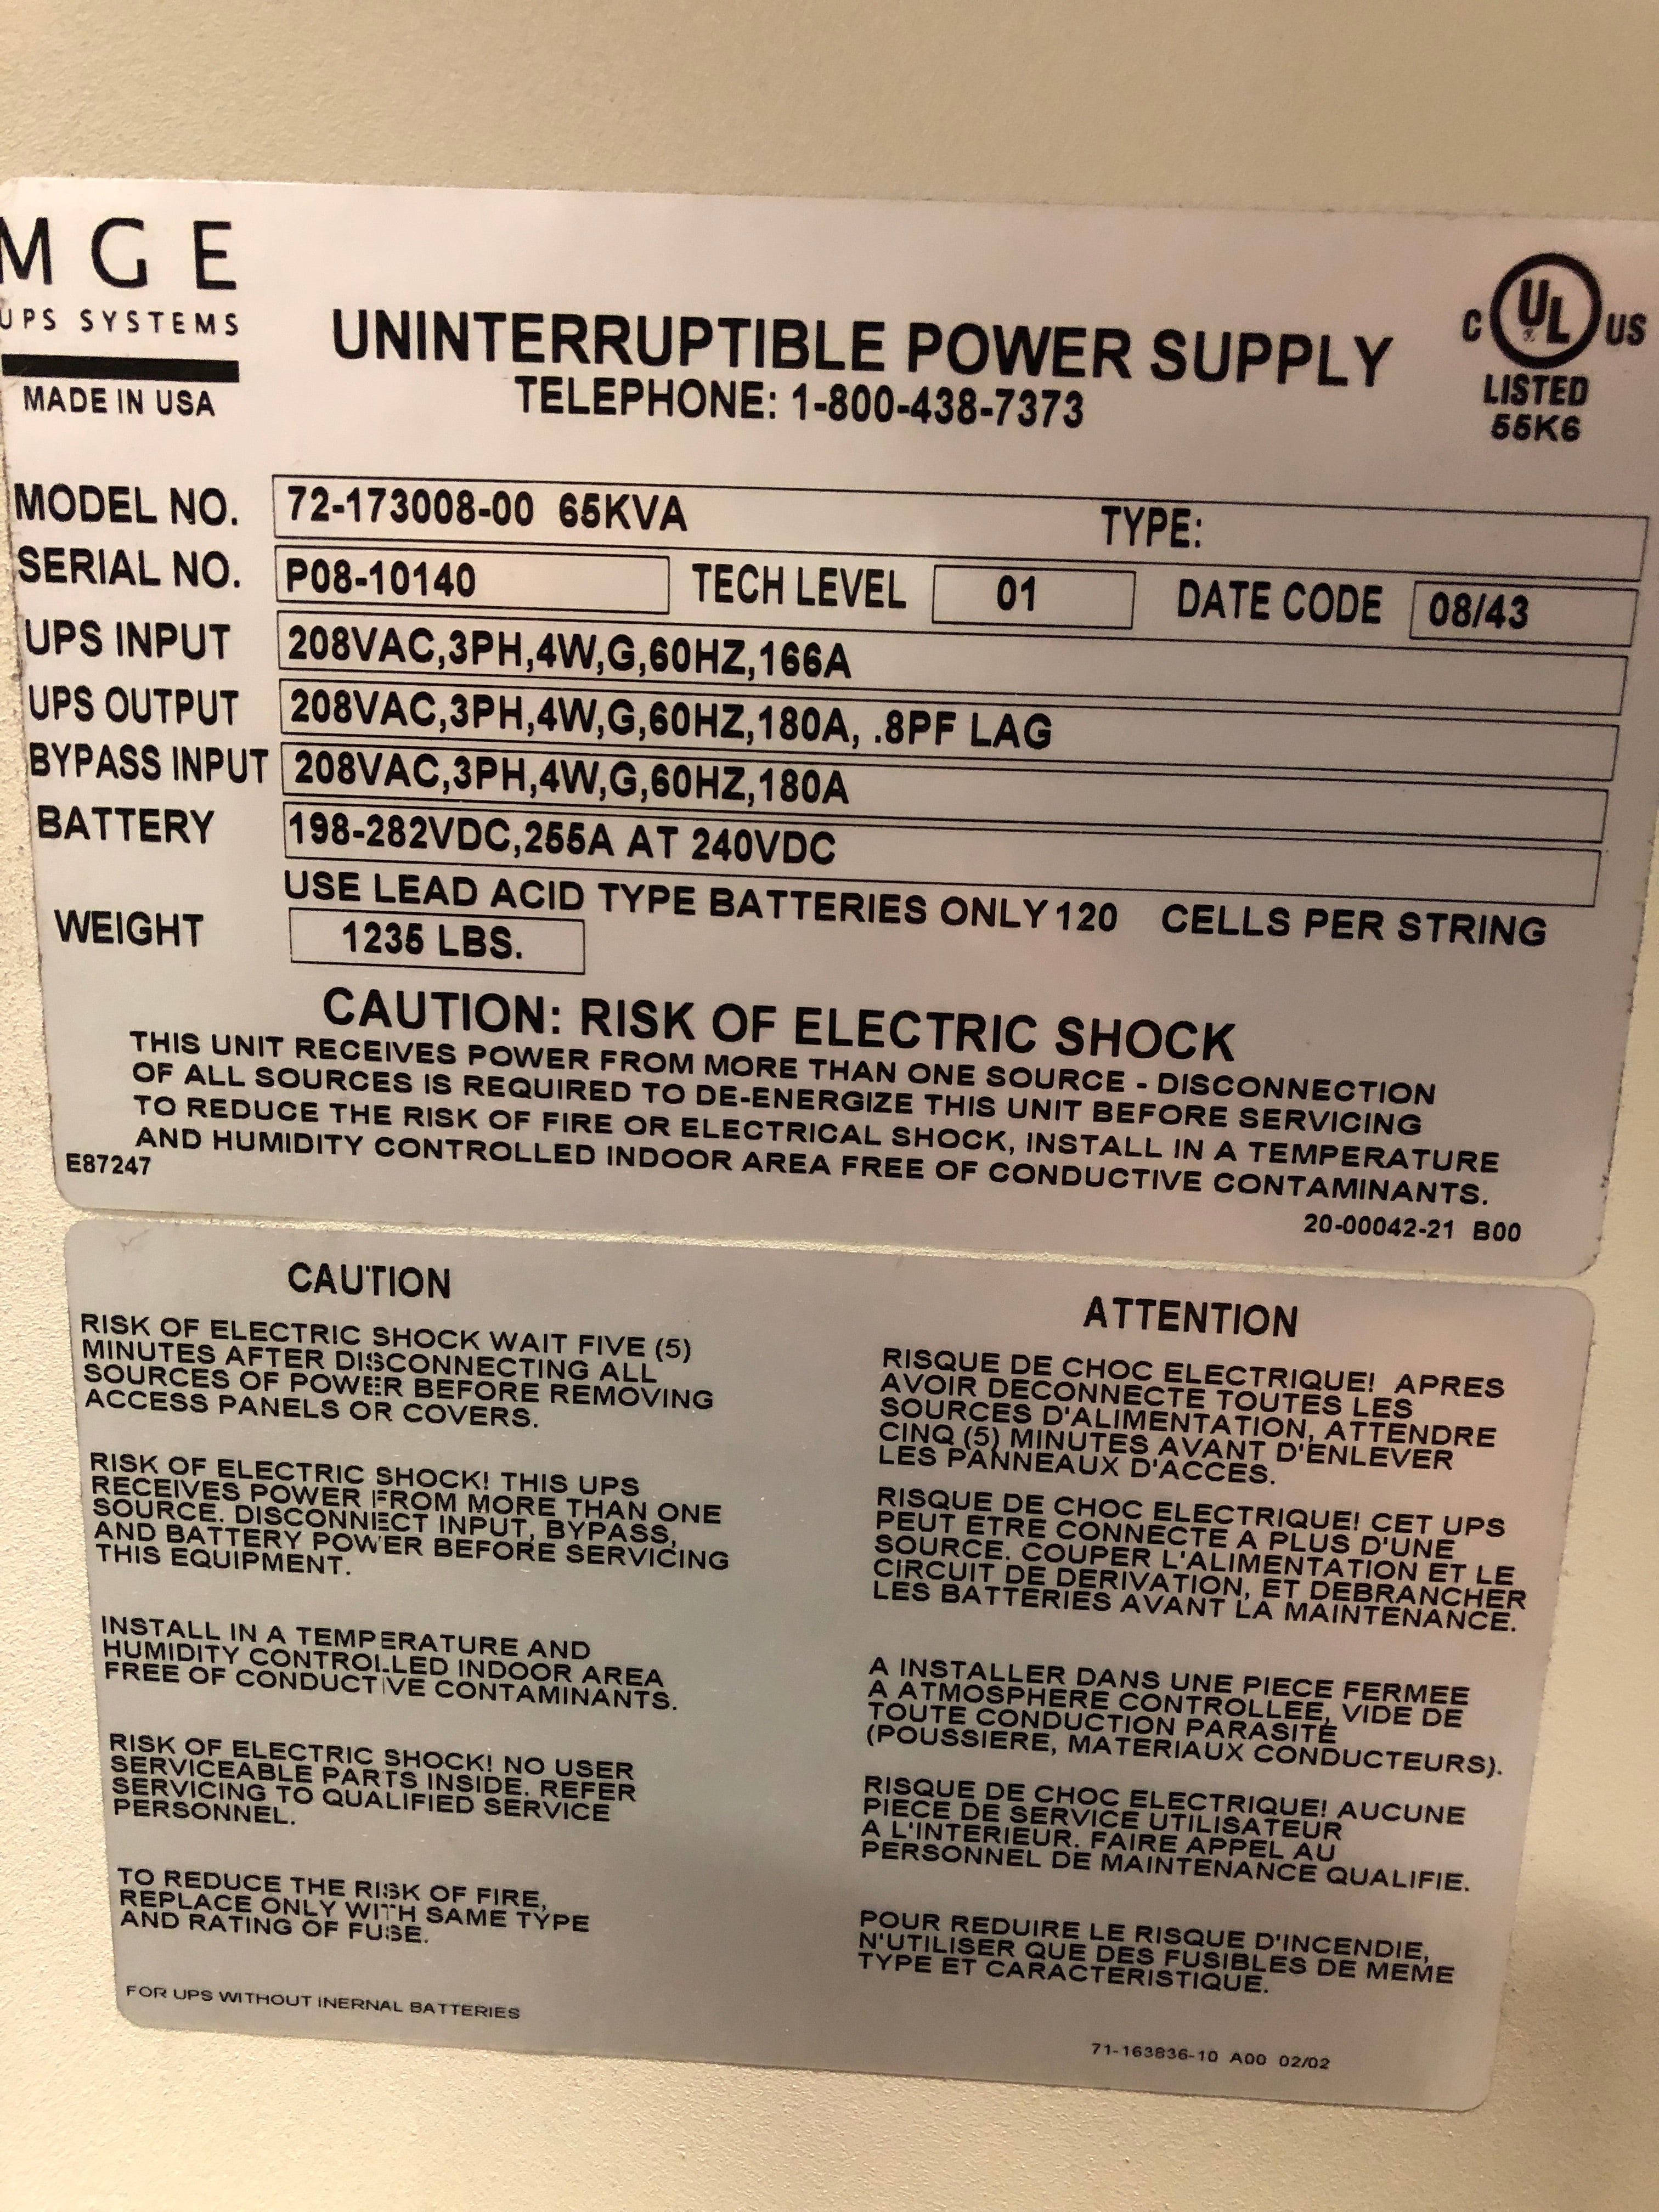 MGE
UPS SYSTEMS
MADE IN USA
UNINTERRUPTIBLE POWER SUPPLY
TELEPHONE: 1-800-438-7373
C UL US
LISTED
55K6
MODEL NO. 72-173008-00 65KVA TYPE:
SERIAL NO. P08-10140 TECH LEVEL 01 DATE CODE 08/43
UPS INPUT 208VAC,3PH,4W,G,60HZ,166A
UPS OUTPUT 208VAC,3PH,4W,G,60HZ,180A, .8PF LAG
BYPASS INPUT 208VAC,3PH,4W,G,60HZ,180A
BATTERY 198-282VDC,255A AT 240VDC
USE LEAD ACID TYPE BATTERIES ONLY 120 CELLS PER STRING
WEIGHT 1235 LBS.
CAUTION: RISK OF ELECTRIC SHOCK
THIS UNIT RECEIVES POWER FROM MORE THAN ONE SOURCE - DISCONNECTION
OF ALL SOURCES IS REQUIRED TO DE-ENERGIZE THIS UNIT BEFORE SERVICING
TO REDUCE THE RISK OF FIRE OR ELECTRICAL SHOCK, INSTALL IN A TEMPERATURE
AND HUMIDITY CONTROLLED INDOOR AREA FREE OF CONDUCTIVE CONTAMINANTS.
E87247
20-00042-21 B00
CAUTION
RISK OF ELECTRIC SHOCK WAIT FIVE (5)
MINUTES AFTER DISCONNECTING ALL
SOURCES OF POWER BEFORE REMOVING
ACCESS PANELS OR COVERS.
RISK OF ELECTRIC SHOCK! THIS UPS
RECEIVES POWER FROM MORE THAN ONE
SOURCE. DISCONNECT INPUT, BYPASS,
AND BATTERY POWER BEFORE SERVICING
THIS EQUIPMENT.
INSTALL IN A TEMPERATURE AND
HUMIDITY CONTROLLED INDOOR AREA
FREE OF CONDUCTIVE CONTAMINANTS.
RISK OF ELECTRIC SHOCK! NO USER
SERVICEABLE PARTS INSIDE. REFER
SERVICING TO QUALIFIED SERVICE
PERSONNEL.
TO REDUCE THE RISK OF FIRE,
REPLACE ONLY WITH SAME TYPE
AND RATING OF FUSE.
FOR UPS WITHOUT INERNAL BATTERIES
ATTENTION
RISQUE DE CHOC ELECTRIQUE! APRES
AVOIR DECONNECTE TOUTES LES
SOURCES D'ALIMENTATION, ATTENDRE
CINQ (5) MINUTES AVANT D'ENLEVER
LES PANNEAUX D'ACCES.
RISQUE DE CHOC ELECTRIQUE! CET UPS
PEUT ETRE CONNECTE A PLUS D'UNE
SOURCE. COUPER L'ALIMENTATION ET LE
CIRCUIT DE DERIVATION, ET DEBRANCHER
LES BATTERIES AVANT LA MAINTENANCE.
A INSTALLER DANS UNE PIECE FERMEE
A ATMOSPHERE CONTROLLEE, VIDE DE
TOUTE CONDUCTION PARASITE
(POUSSIERE, MATERIAUX CONDUCTEURS).
RISQUE DE CHOC ELECTRIQUE! AUCUNE
PIECE DE SERVICE UTILISATEUR
A L'INTERIEUR. FAIRE APPEL AU
PERSONNEL DE MAINTENANCE QUALIFIE.
POUR REDUIRE LE RISQUE D'INCENDIE,
N'UTILISER QUE DES FUSIBLES DE MEME
TYPE ET CARACTERISTIQUE.
71-163836-10 A00 02/02